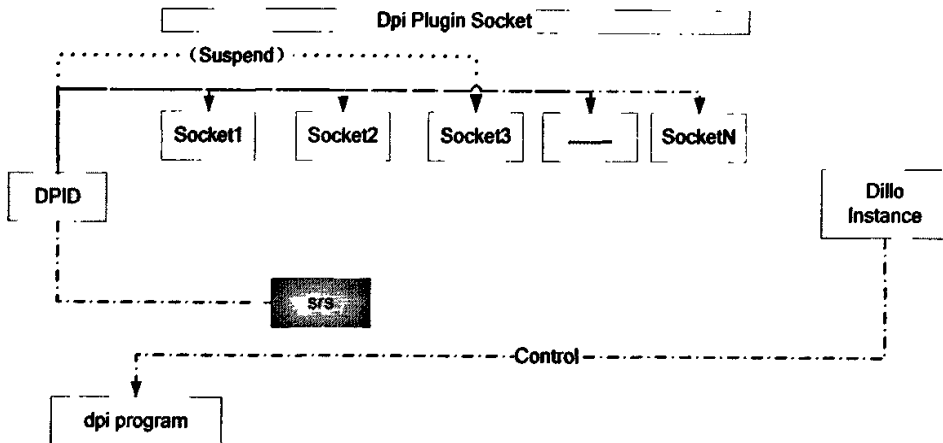 Dpi Plugin Socket
(Suspend)
Socket1
Socket2
Socket3
SocketN
DPID
Dillo
Instance
srs
Control
dpi program